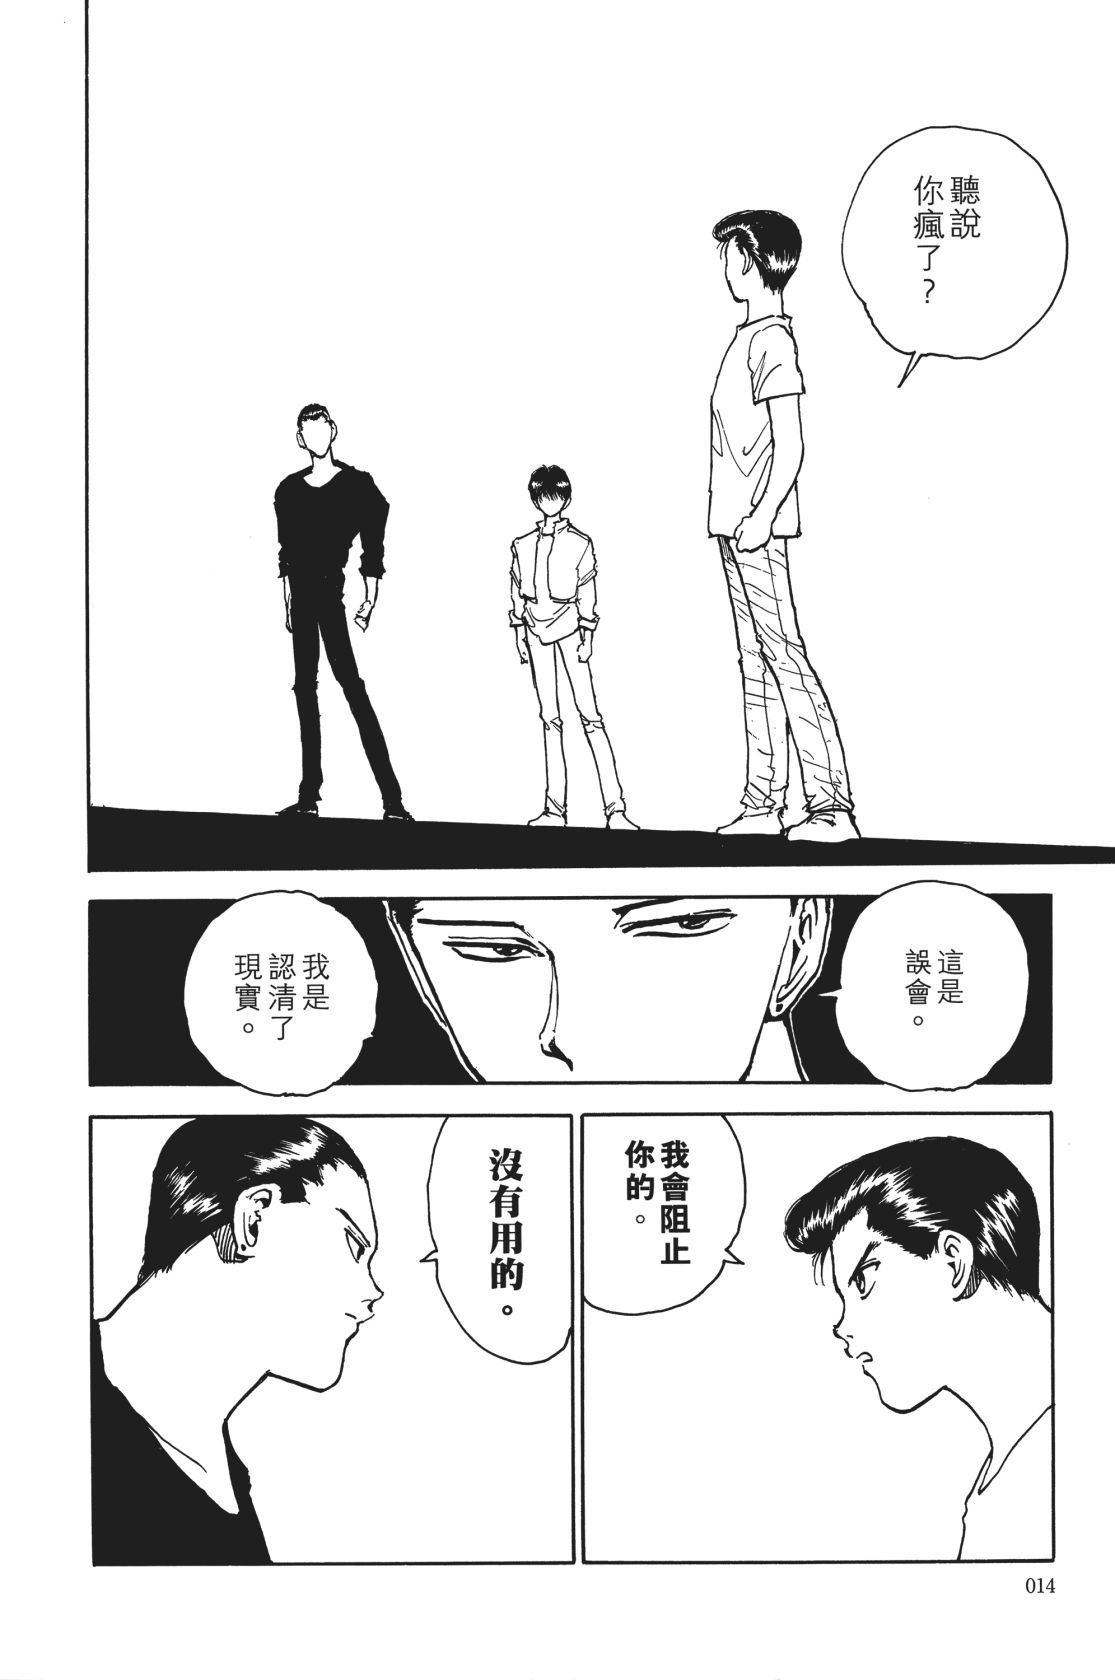 聽說
你瘋了？
這是
誤會。
我是
認清了
現實。
我會阻止
你的。
沒有用的。
014